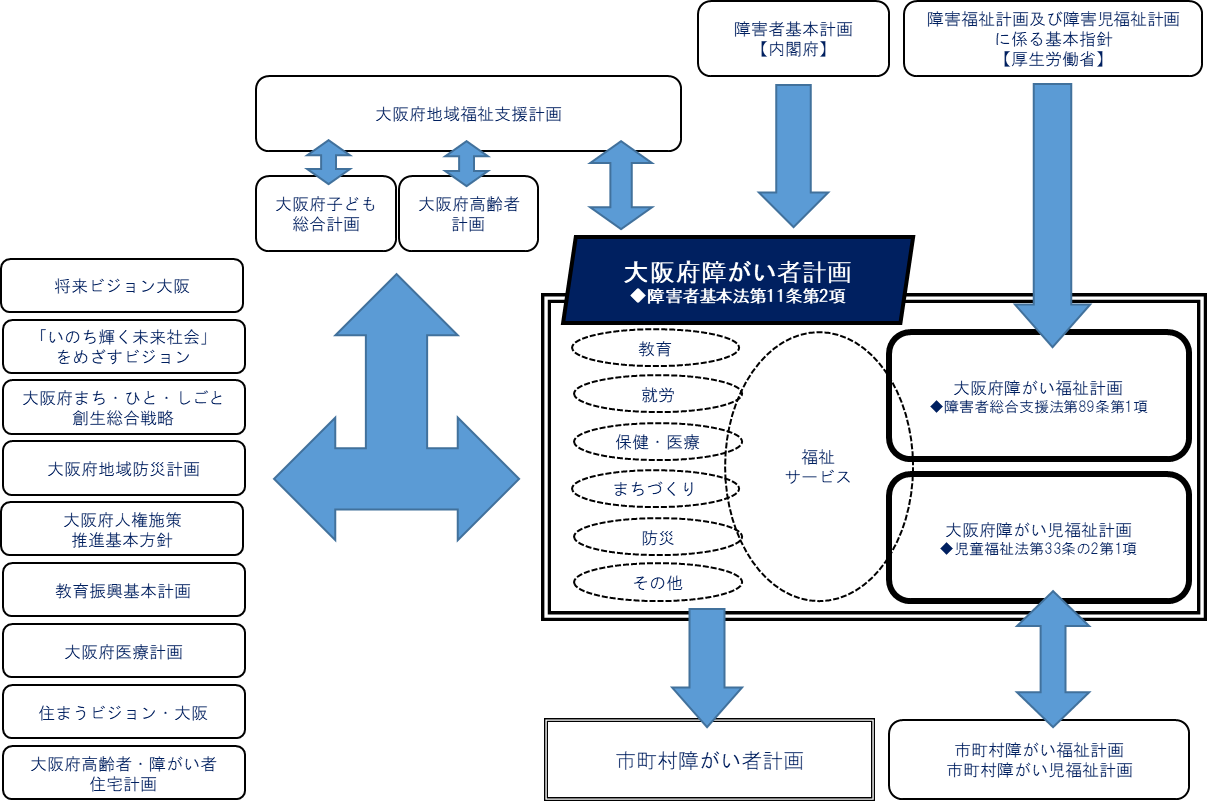 障害者基本計画
【内閣府】
障害福祉計画及び障害児福祉計画
に係る基本指針
【厚生労働省】
大阪府地域福祉支援計画
大阪府子ども
総合計画
大阪府高齢者
計画
将来ビジョン大阪
「いのち輝く未来社会」
をめざすビジョン
大阪府まち・ひと・しごと
創生総合戦略
大阪府地域防災計画
大阪府人権施策
推進基本方針
教育振興基本計画
大阪府医療計画
住まうビジョン・大阪
大阪府高齢者・障がい者
住宅計画
大阪府障がい者計画
◆障害者基本法第11条第2項
教育
就労
保健・医療
まちづくり
防災
その他
福祉
サービス
大阪府障がい福祉計画
◆障害者総合支援法第89条第1項
大阪府障がい児福祉計画
◆児童福祉法第33条の2第1項
市町村障がい者計画
市町村障がい福祉計画
市町村障がい児福祉計画